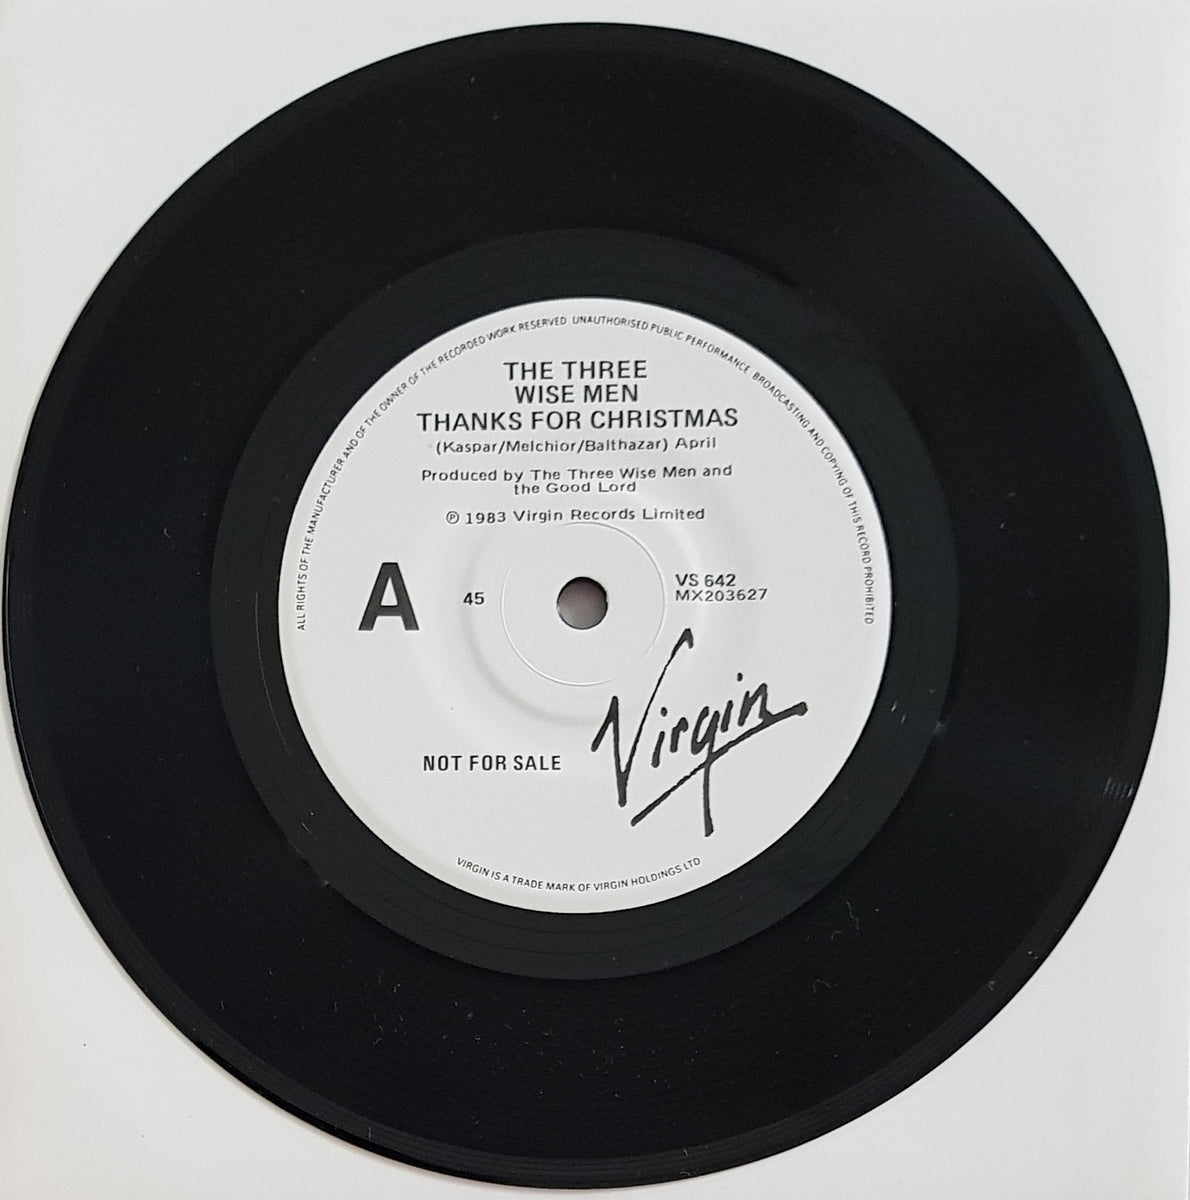 ALL RIGHTS OF THE MANUFACTURER AND OF THE OWNER OF THE RECORDED WORK RESERVED UNAUTHORISED PUBLIC PERFORMANCE BROADCASTING AND COPYING OF THIS RECORD PROHIBITED
THE THREE
WISE MEN
THANKS FOR CHRISTMAS
(Kaspar/Melchior/Balthazar) April
Produced by The Three Wise Men and
the Good Lord
℗ 1983 Virgin Records Limited
A
45
VS 642
MX203627
Virgin
NOT FOR SALE
VIRGIN IS A TRADE MARK OF VIRGIN HOLDINGS LTD